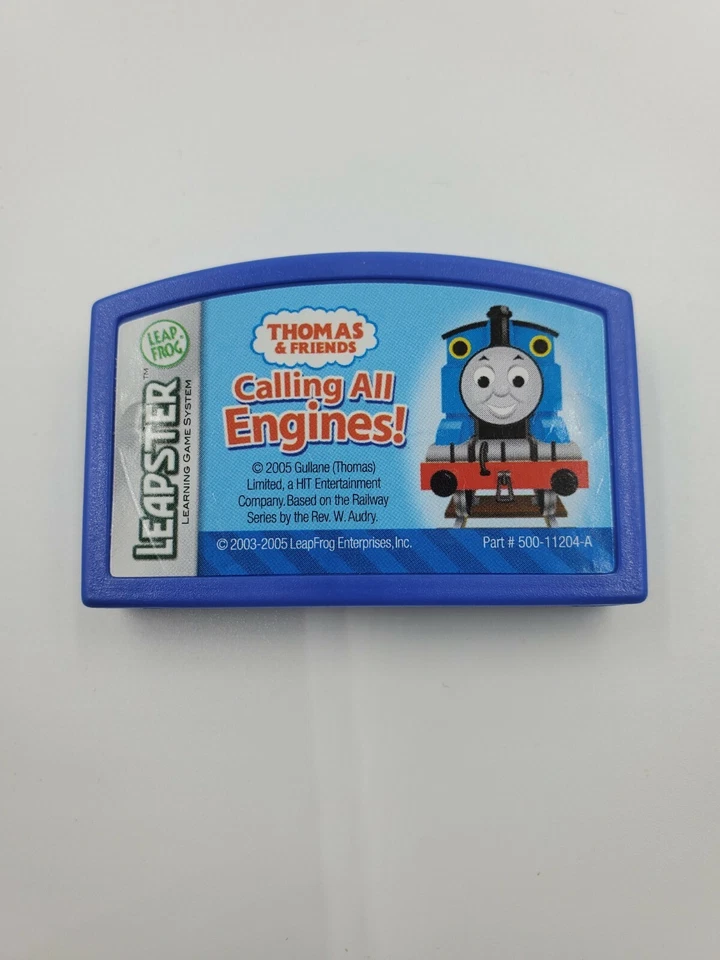 LEAP
FROG
LEAPSTER™
LEARNING GAME SYSTEM
THOMAS
& FRIENDS
Calling All
Engines!
© 2005 Gullane (Thomas)
Limited, a HIT Entertainment
Company. Based on the Railway
Series by the Rev. W. Audry.
© 2003-2005 LeapFrog Enterprises, Inc.
Part # 500-11204-A